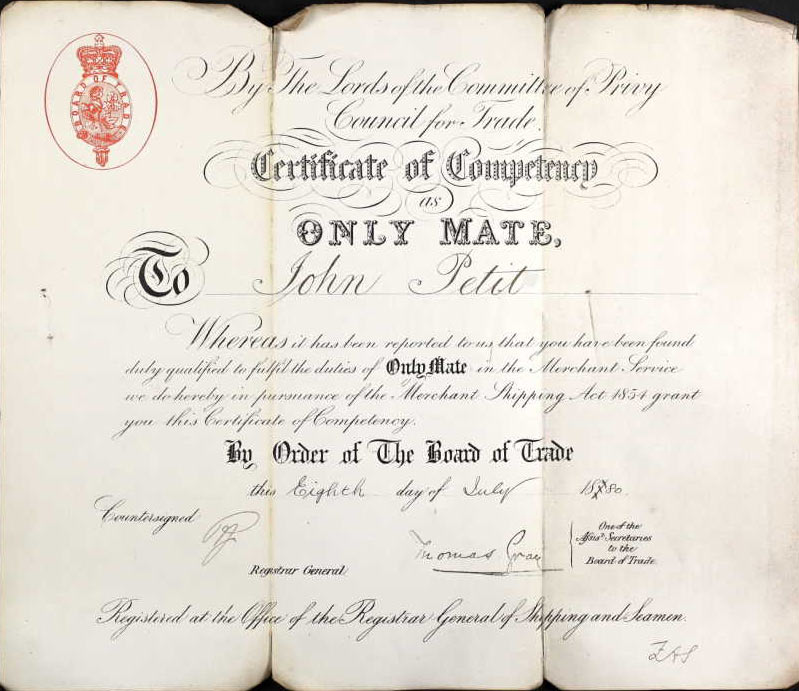 BOARD OF TRADE
By The Lords of the Committee of Privy
Council for Trade.
Certificate of Competency
as
ONLY MATE,
To John Petit
Whereas it has been reported to us that you have been found
duly qualified to fulfil the duties of Only Mate in the Merchant Service
we do hereby in pursuance of the Merchant Shipping Act 1854 grant
you this Certificate of Competency.
By Order of The Board of Trade
this Eighth day of July 1880.
Countersigned
Registrar General
Thomas Gray
One of the
Assist. Secretaries
to the
Board of Trade.
Registered at the Office of the Registrar General of Shipping and Seamen.